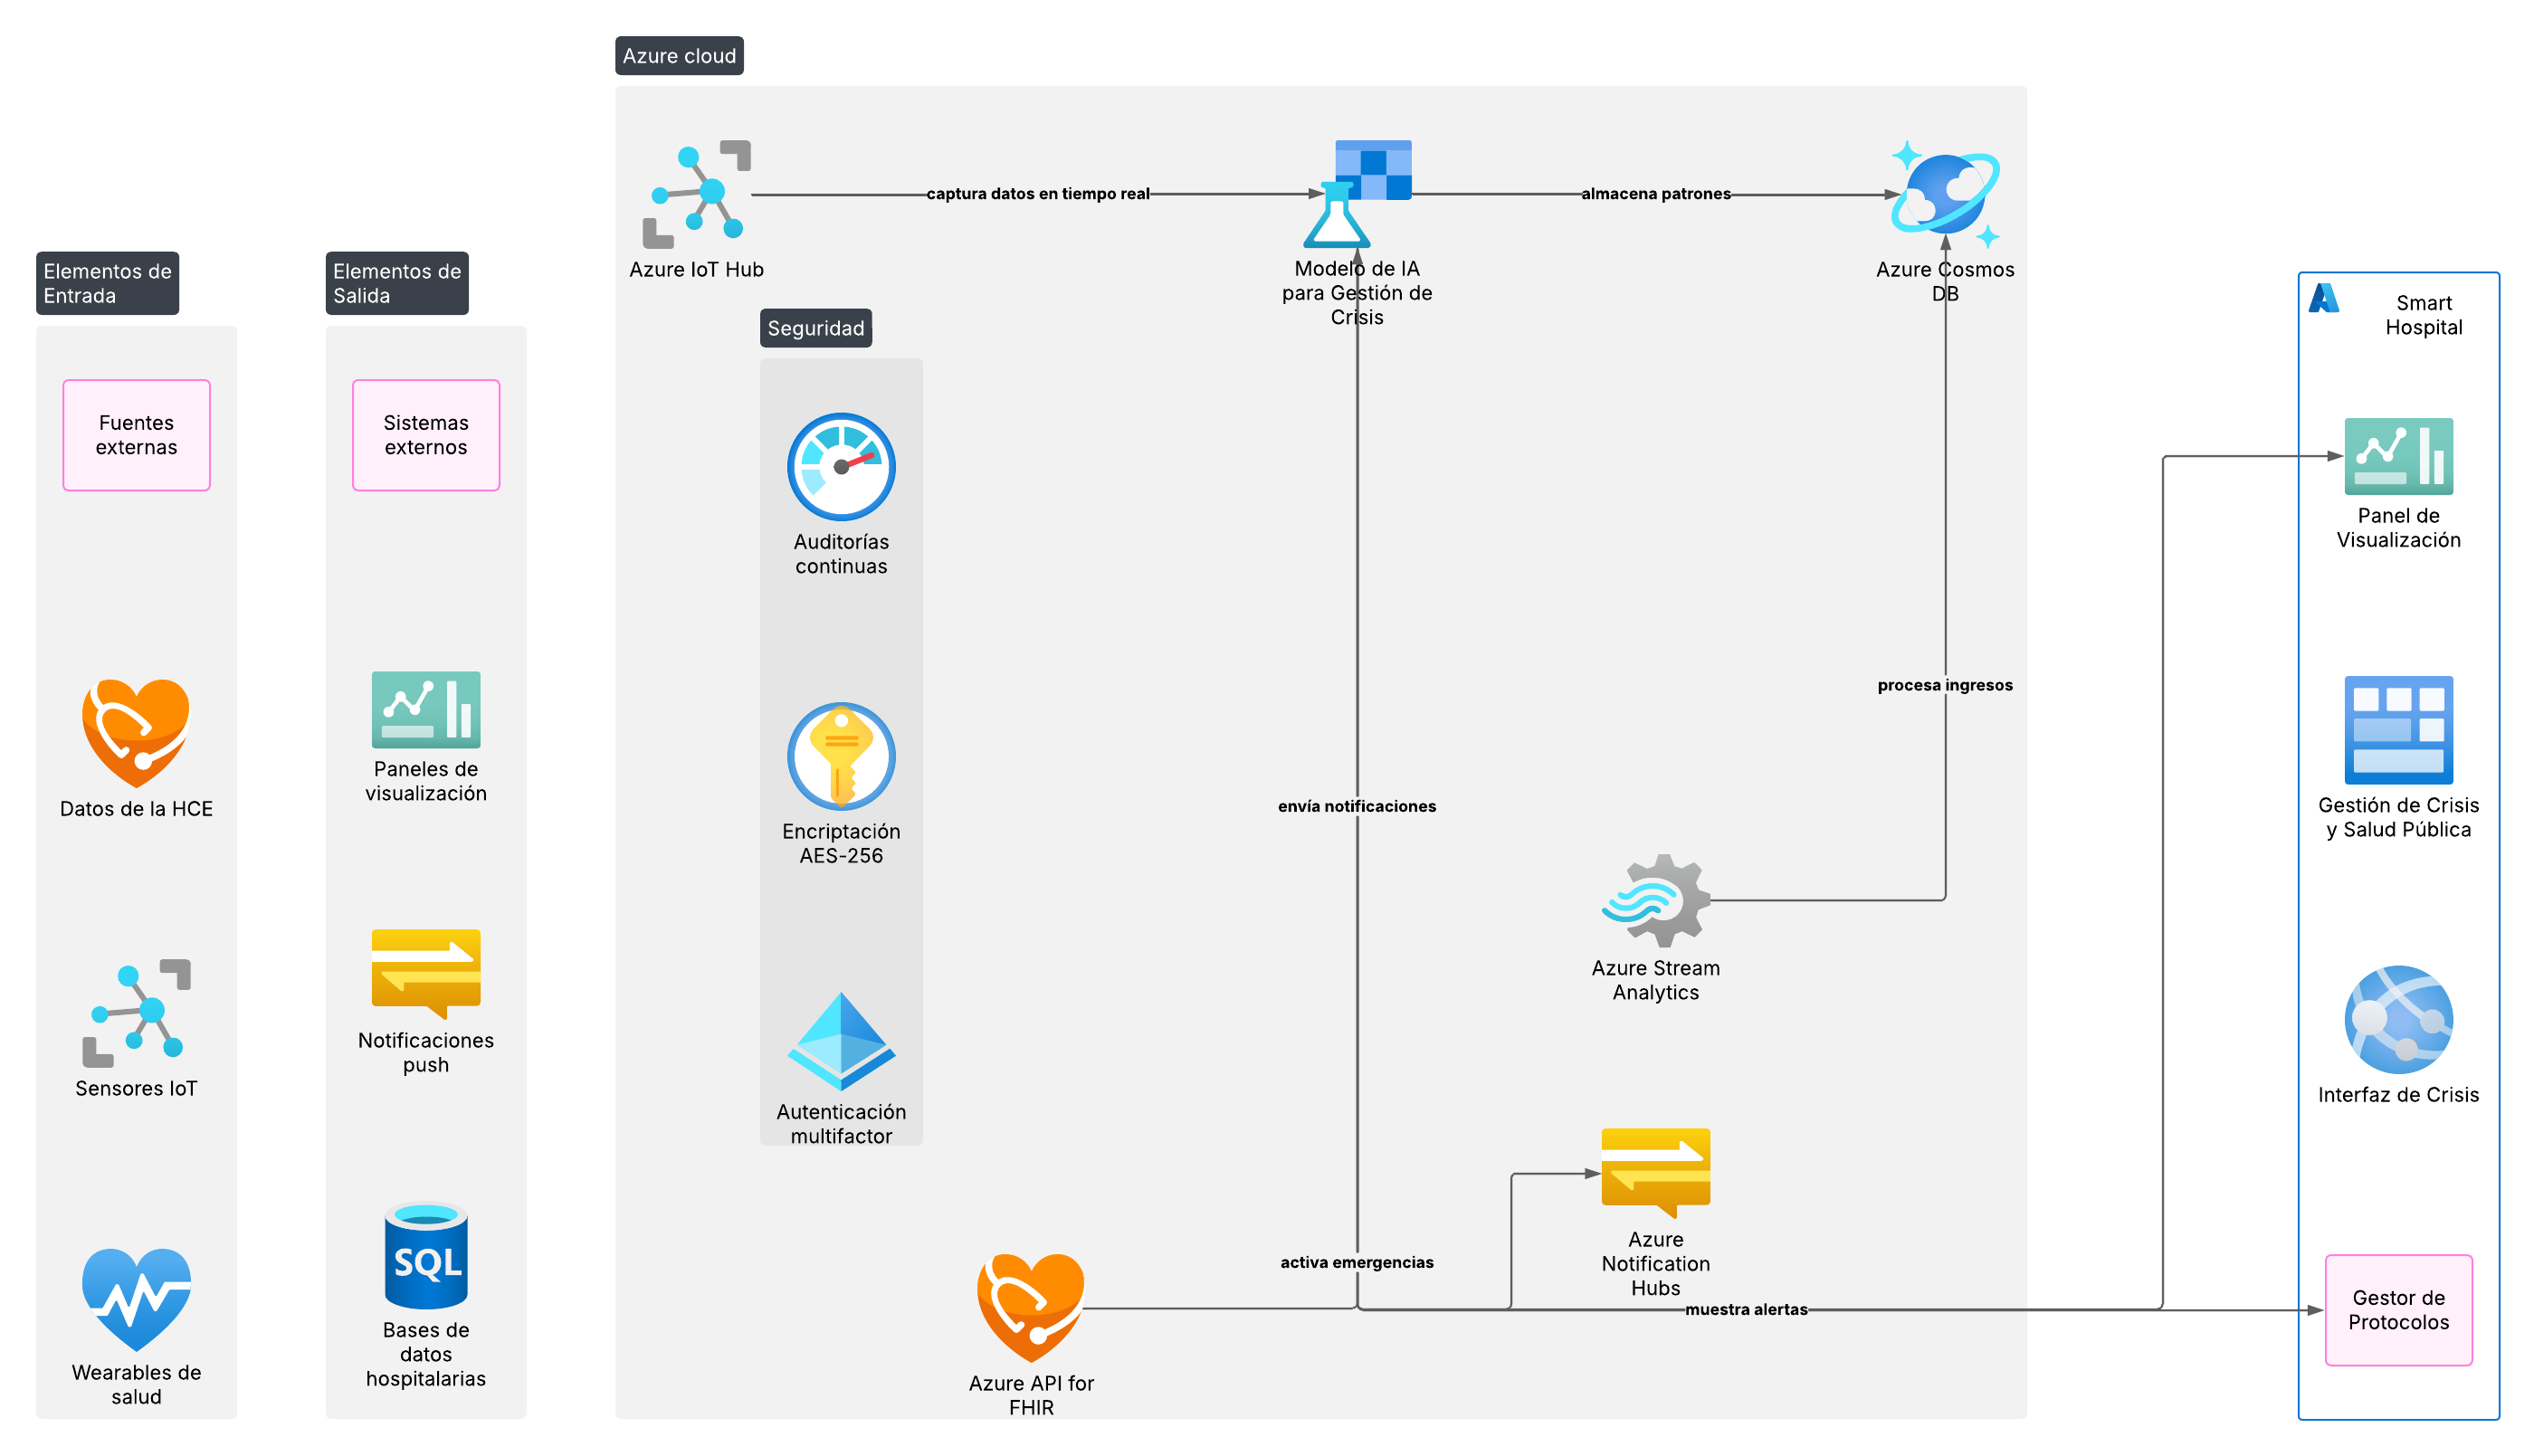 Azure cloud
Elementos de
Entrada
Fuentes
externas
Datos de la HCE
Sensores IoT
Wearables de
salud
Elementos de
Salida
Sistemas
externos
Paneles de
visualización
Notificaciones
push
SQL
Bases de
datos
hospitalarias
Azure IoT Hub
captura datos en tiempo real
Modelo de IA
para Gestión de
Crisis
almacena patrones
Azure Cosmos
DB
Seguridad
Auditorías
continuas
Encriptación
AES-256
Autenticación
multifactor
procesa ingresos
envía notificaciones
Azure Stream
Analytics
activa emergencias
Azure
Notification
Hubs
muestra alertas
Azure API for
FHIR
Smart
Hospital
Panel de
Visualización
Gestión de Crisis
y Salud Pública
Interfaz de Crisis
Gestor de
Protocolos